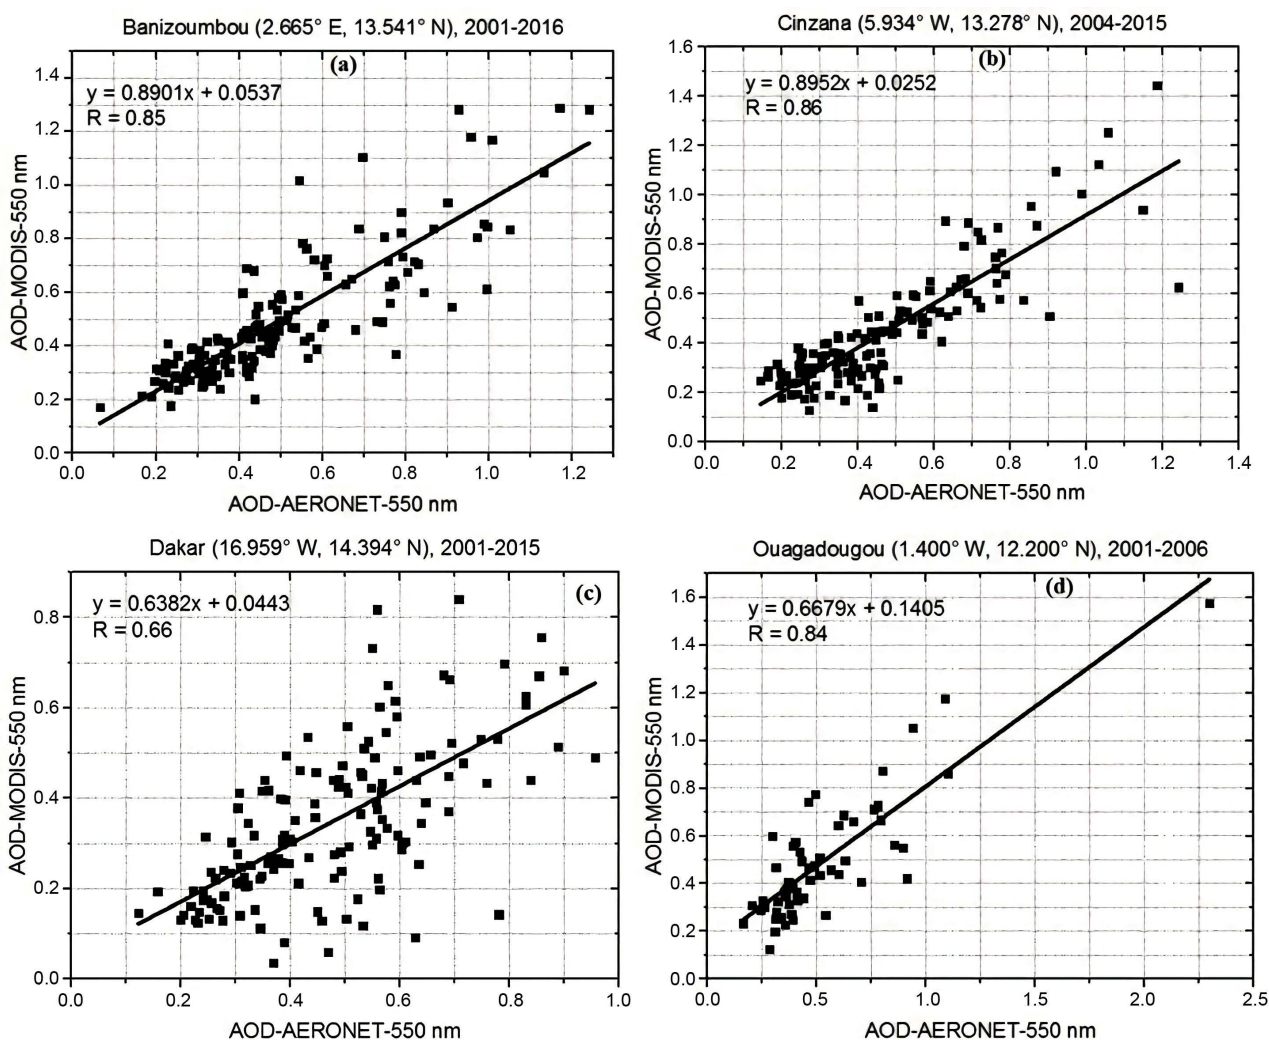 Banizoumbou (2.665° E, 13.541° N), 2001-2016
(a)
y = 0.8901x + 0.0537
R = 0.85
AOD-MODIS-550 nm
1.4
1.2
1.0
0.8
0.6
0.4
0.2
0.0
0.0 0.2 0.4 0.6 0.8 1.0 1.2
AOD-AERONET-550 nm
Cinzana (5.934° W, 13.278° N), 2004-2015
(b)
y = 0.8952x + 0.0252
R = 0.86
AOD-MODIS-550 nm
1.6
1.4
1.2
1.0
0.8
0.6
0.4
0.2
0.0
0.0 0.2 0.4 0.6 0.8 1.0 1.2 1.4
AOD-AERONET-550 nm
Dakar (16.959° W, 14.394° N), 2001-2015
(c)
y = 0.6382x + 0.0443
R = 0.66
AOD-MODIS-550 nm
0.8
0.6
0.4
0.2
0.0
0.0 0.2 0.4 0.6 0.8 1.0
AOD-AERONET-550 nm
Ouagadougou (1.400° W, 12.200° N), 2001-2006
(d)
y = 0.6679x + 0.1405
R = 0.84
AOD-MODIS-550 nm
1.6
1.4
1.2
1.0
0.8
0.6
0.4
0.2
0.0
0.0 0.5 1.0 1.5 2.0 2.5
AOD-AERONET-550 nm